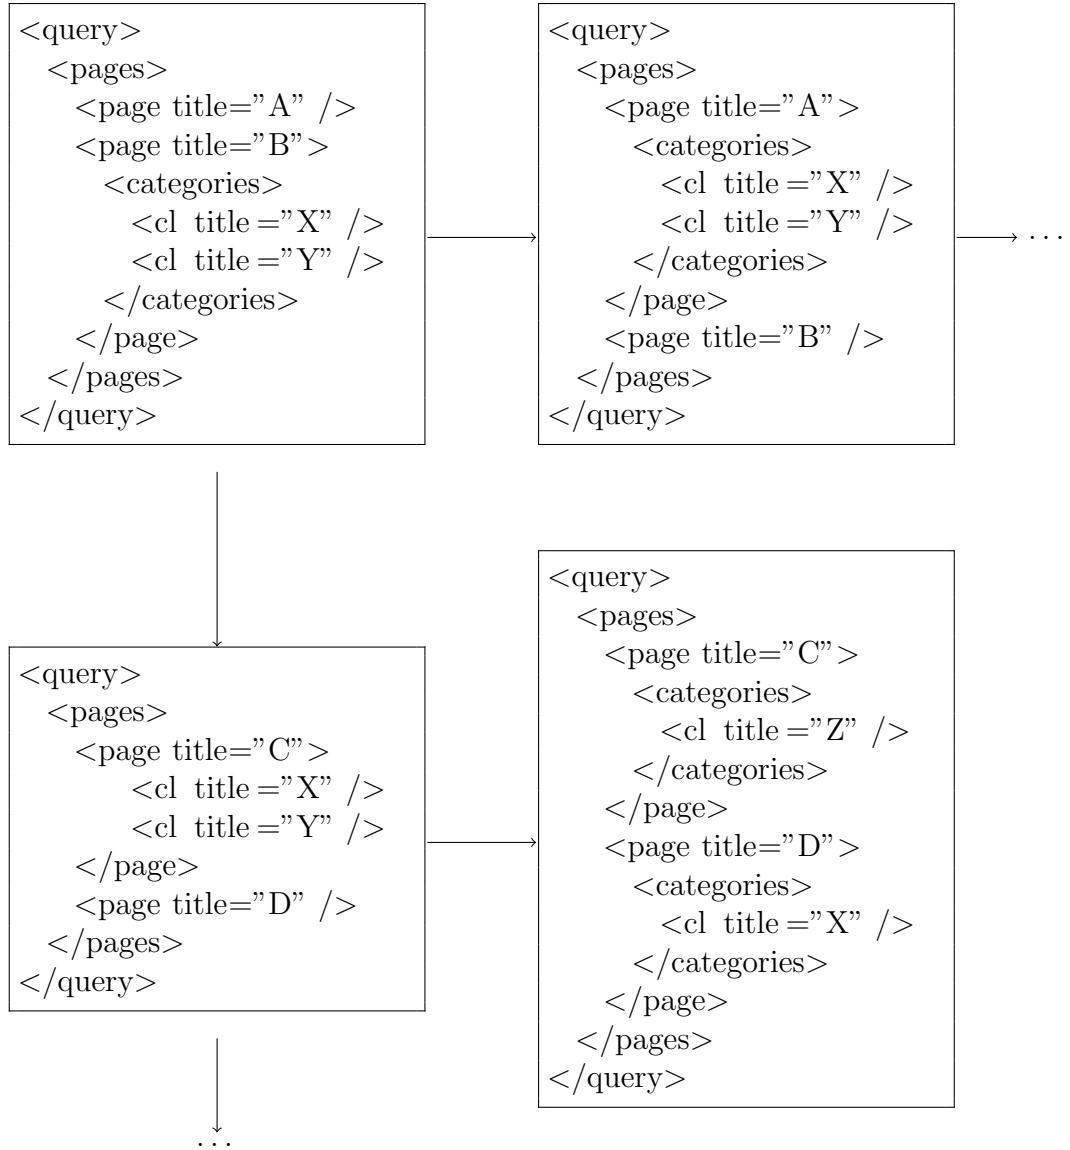 <query>
  <pages>
    <page title="A" />
    <page title="B">
      <categories>
        <cl title="X" />
        <cl title="Y" />
      </categories>
    </page>
  </pages>
</query>
<query>
  <pages>
    <page title="A">
      <categories>
        <cl title="X" />
        <cl title="Y" />
      </categories>
    </page>
    <page title="B" />
  </pages>
</query>
...
<query>
  <pages>
    <page title="C">
        <cl title="X" />
        <cl title="Y" />
    </page>
    <page title="D" />
  </pages>
</query>
<query>
  <pages>
    <page title="C">
      <categories>
        <cl title="Z" />
      </categories>
    </page>
    <page title="D">
      <categories>
        <cl title="X" />
      </categories>
    </page>
  </pages>
</query>
...